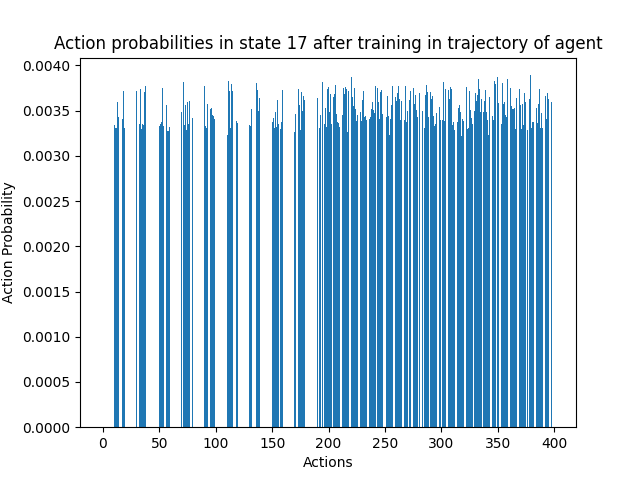 Action probabilities in state 17 after training in trajectory of agent
0.0040
0.0035
0.0030
0.0025
0.0020
0.0015
0.0010
0.0005
0.0000
Action Probability
0 50 100 150 200 250 300 350 400
Actions